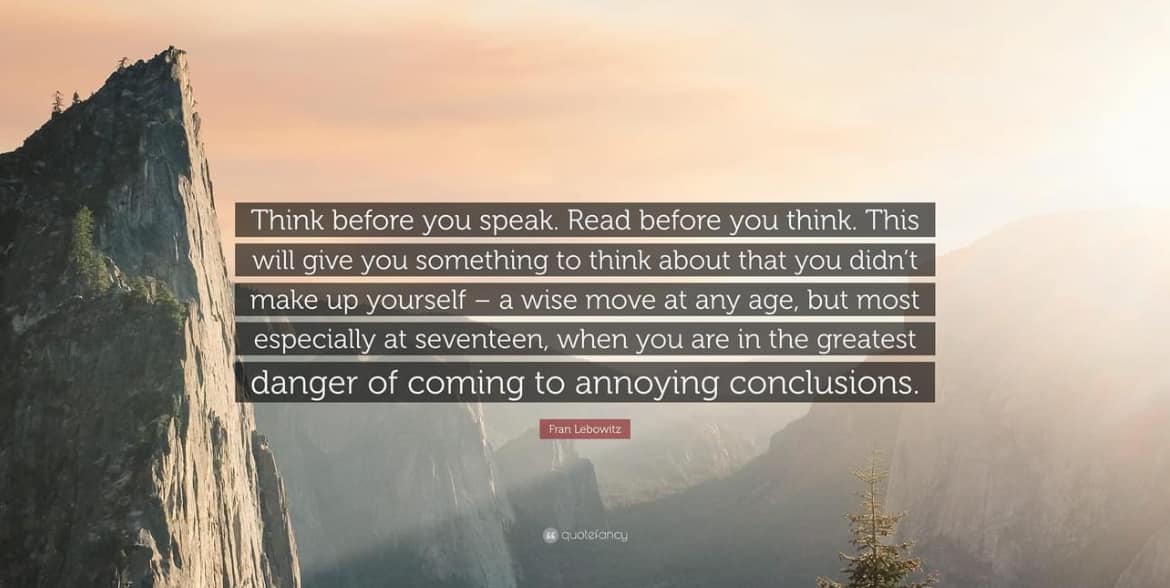 Think before you speak. Read before you think. This
will give you something to think about that you didn’t
make up yourself – a wise move at any age, but most
especially at seventeen, when you are in the greatest
danger of coming to annoying conclusions.
Fran Lebowitz
quotefancy